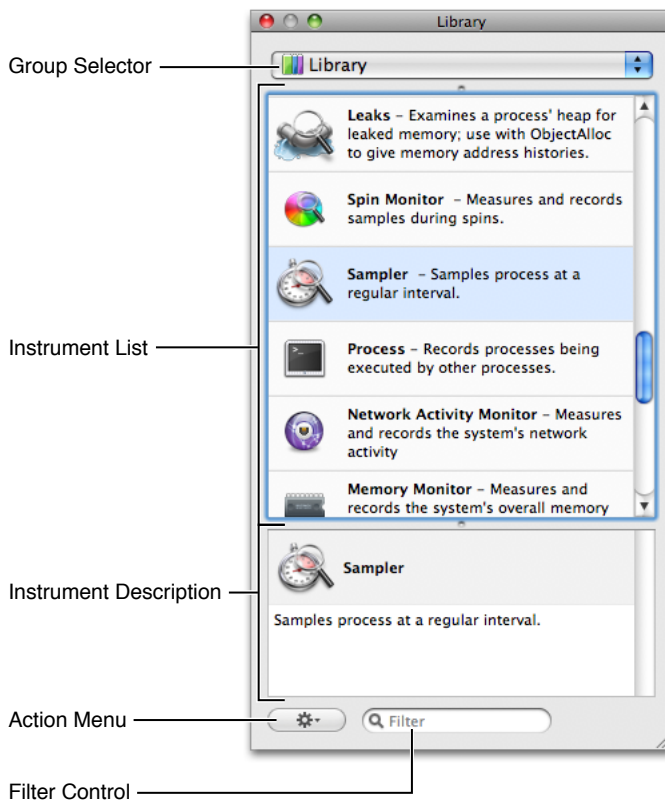 Library
Group Selector
Library
Leaks – Examines a process' heap for
leaked memory; use with ObjectAlloc
to give memory address histories.
Spin Monitor – Measures and records
samples during spins.
Sampler – Samples process at a
regular interval.
Instrument List
Process – Records processes being
executed by other processes.
Network Activity Monitor – Measures
and records the system's network
activity
Memory Monitor – Measures and
records the system's overall memory
Instrument Description
Sampler
Samples process at a regular interval.
Action Menu
Filter
Filter Control